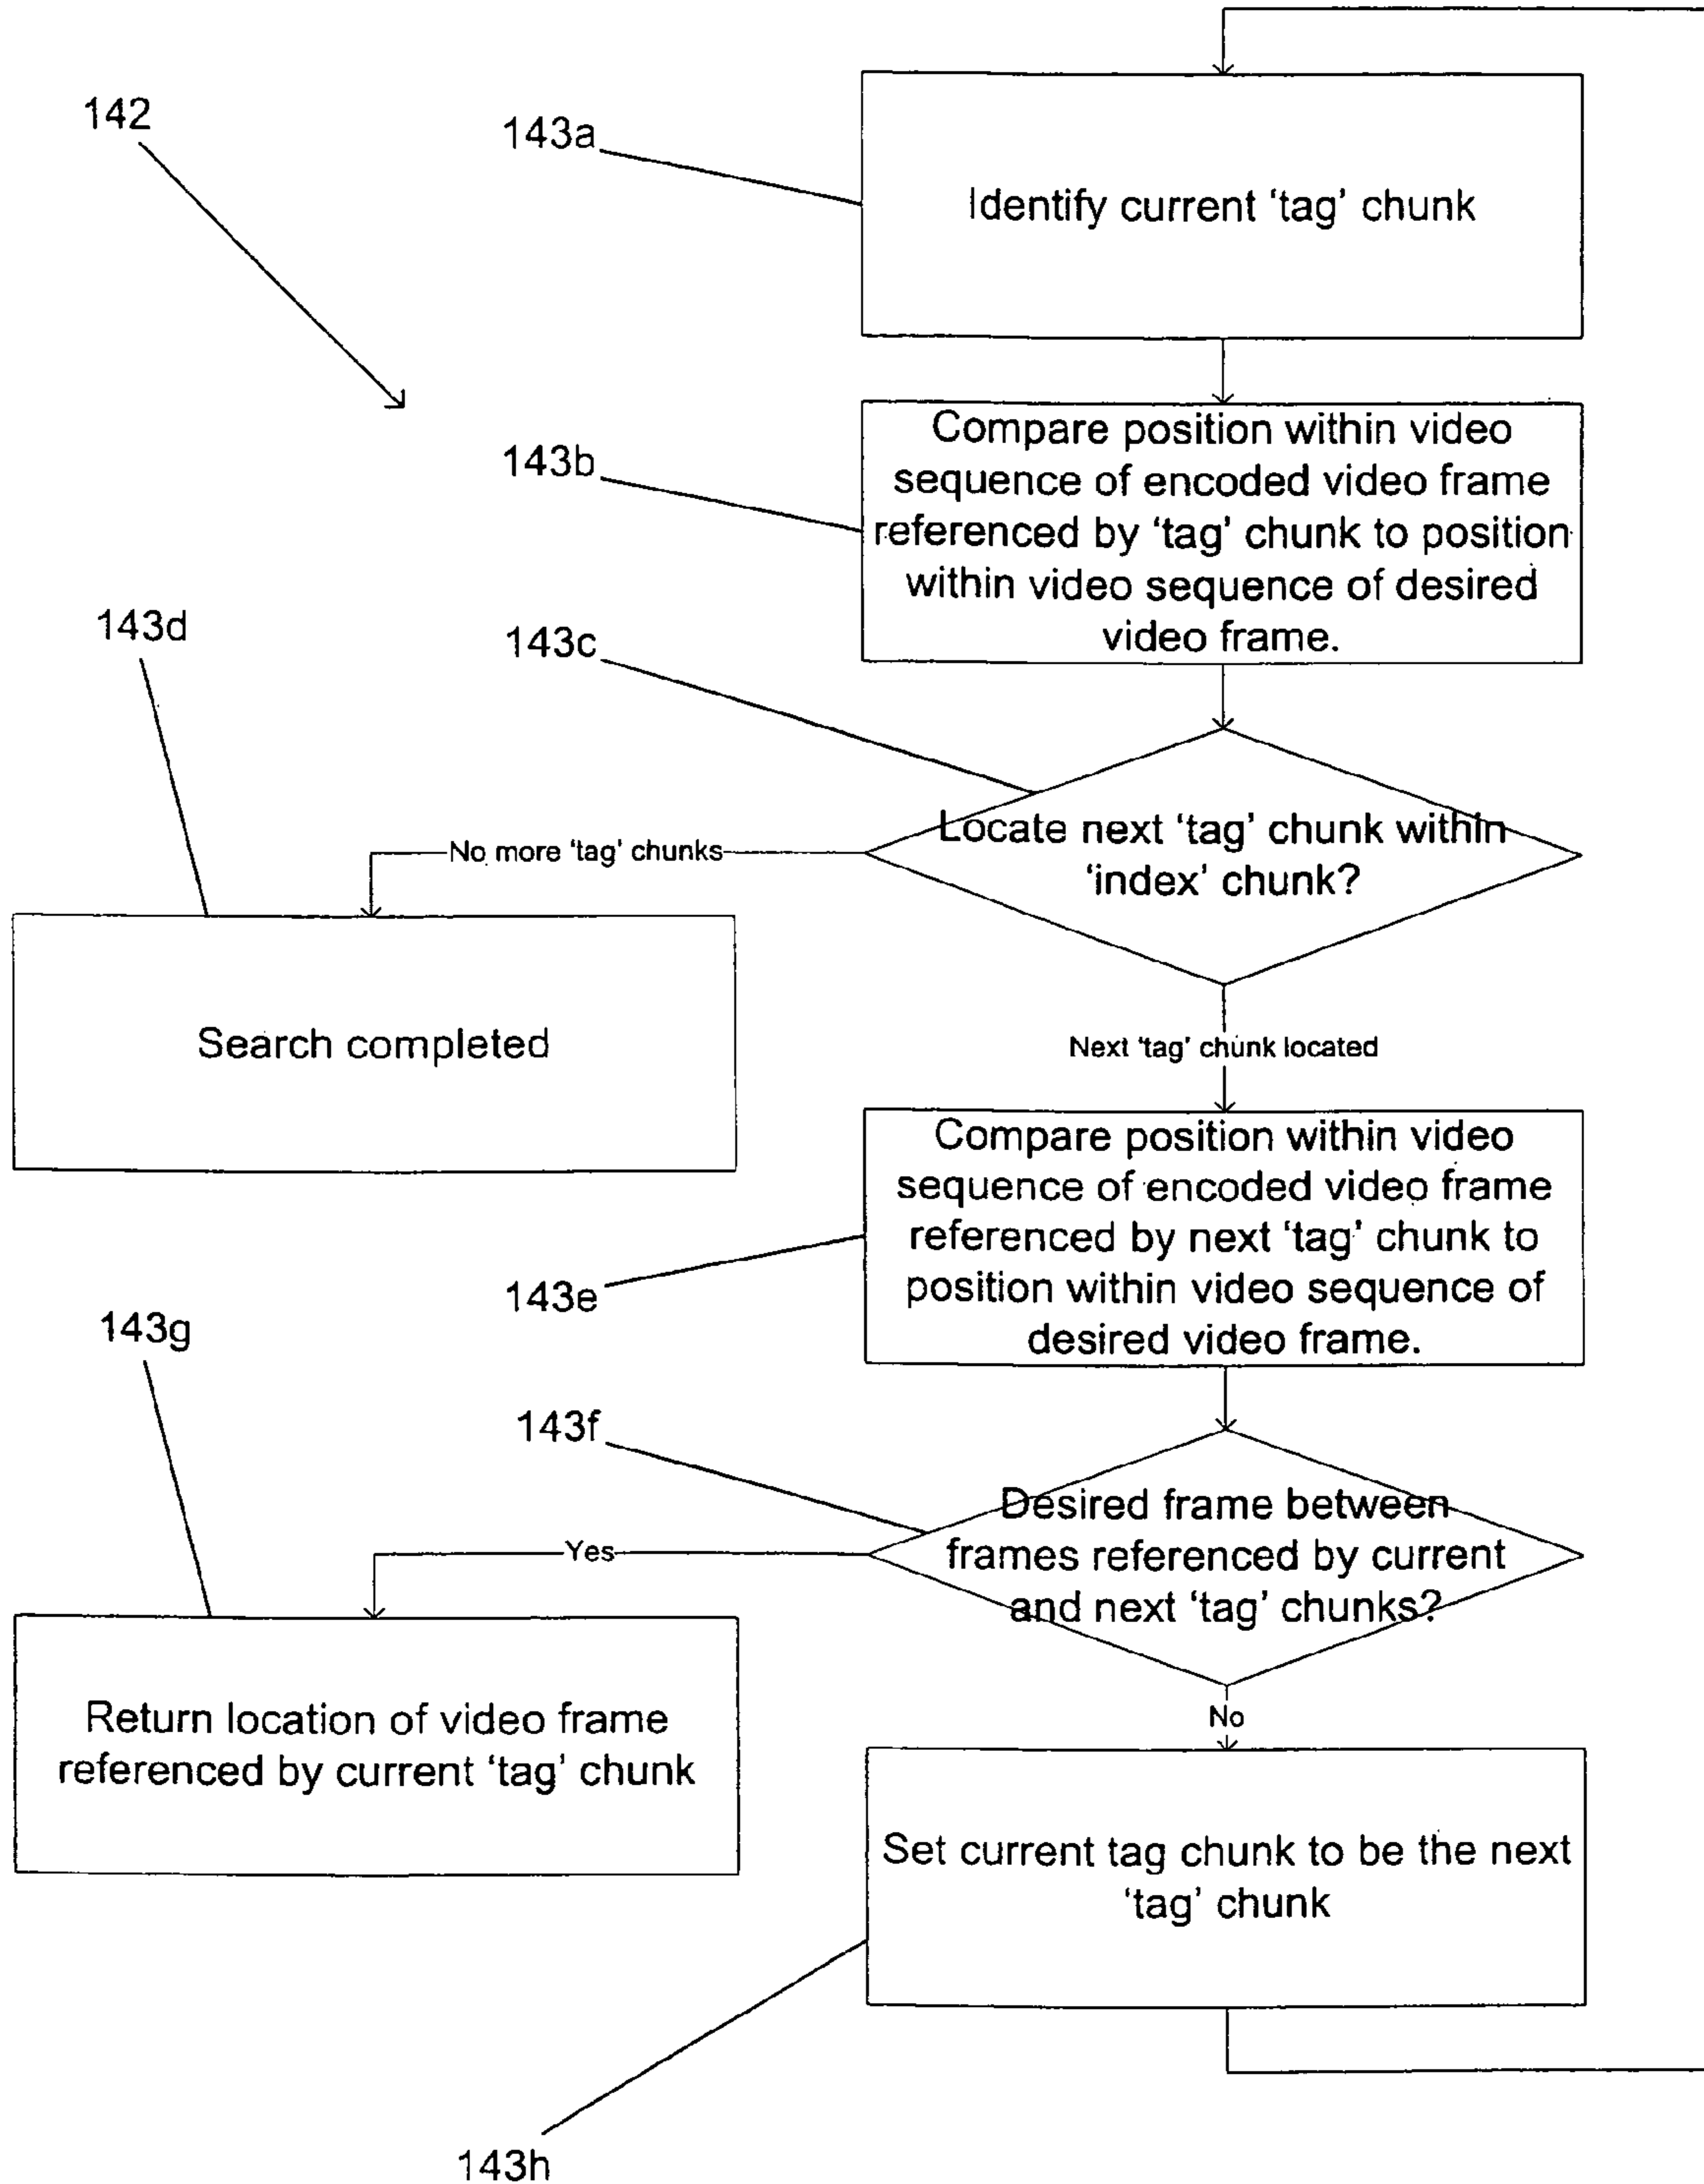 142
143a
Identify current ‘tag’ chunk
143b
Compare position within video
sequence of encoded video frame
referenced by ‘tag’ chunk to position
within video sequence of desired
video frame.
143c
143d
Locate next ‘tag’ chunk within
‘index’ chunk?
No more ‘tag’ chunks
Search completed
Next ‘tag’ chunk located
143e
Compare position within video
sequence of encoded video frame
referenced by next ‘tag’ chunk to
position within video sequence of
desired video frame.
143f
143g
Desired frame between
frames referenced by current
and next ‘tag’ chunks?
Yes
Return location of video frame
referenced by current ‘tag’ chunk
No
Set current tag chunk to be the next
‘tag’ chunk
143h